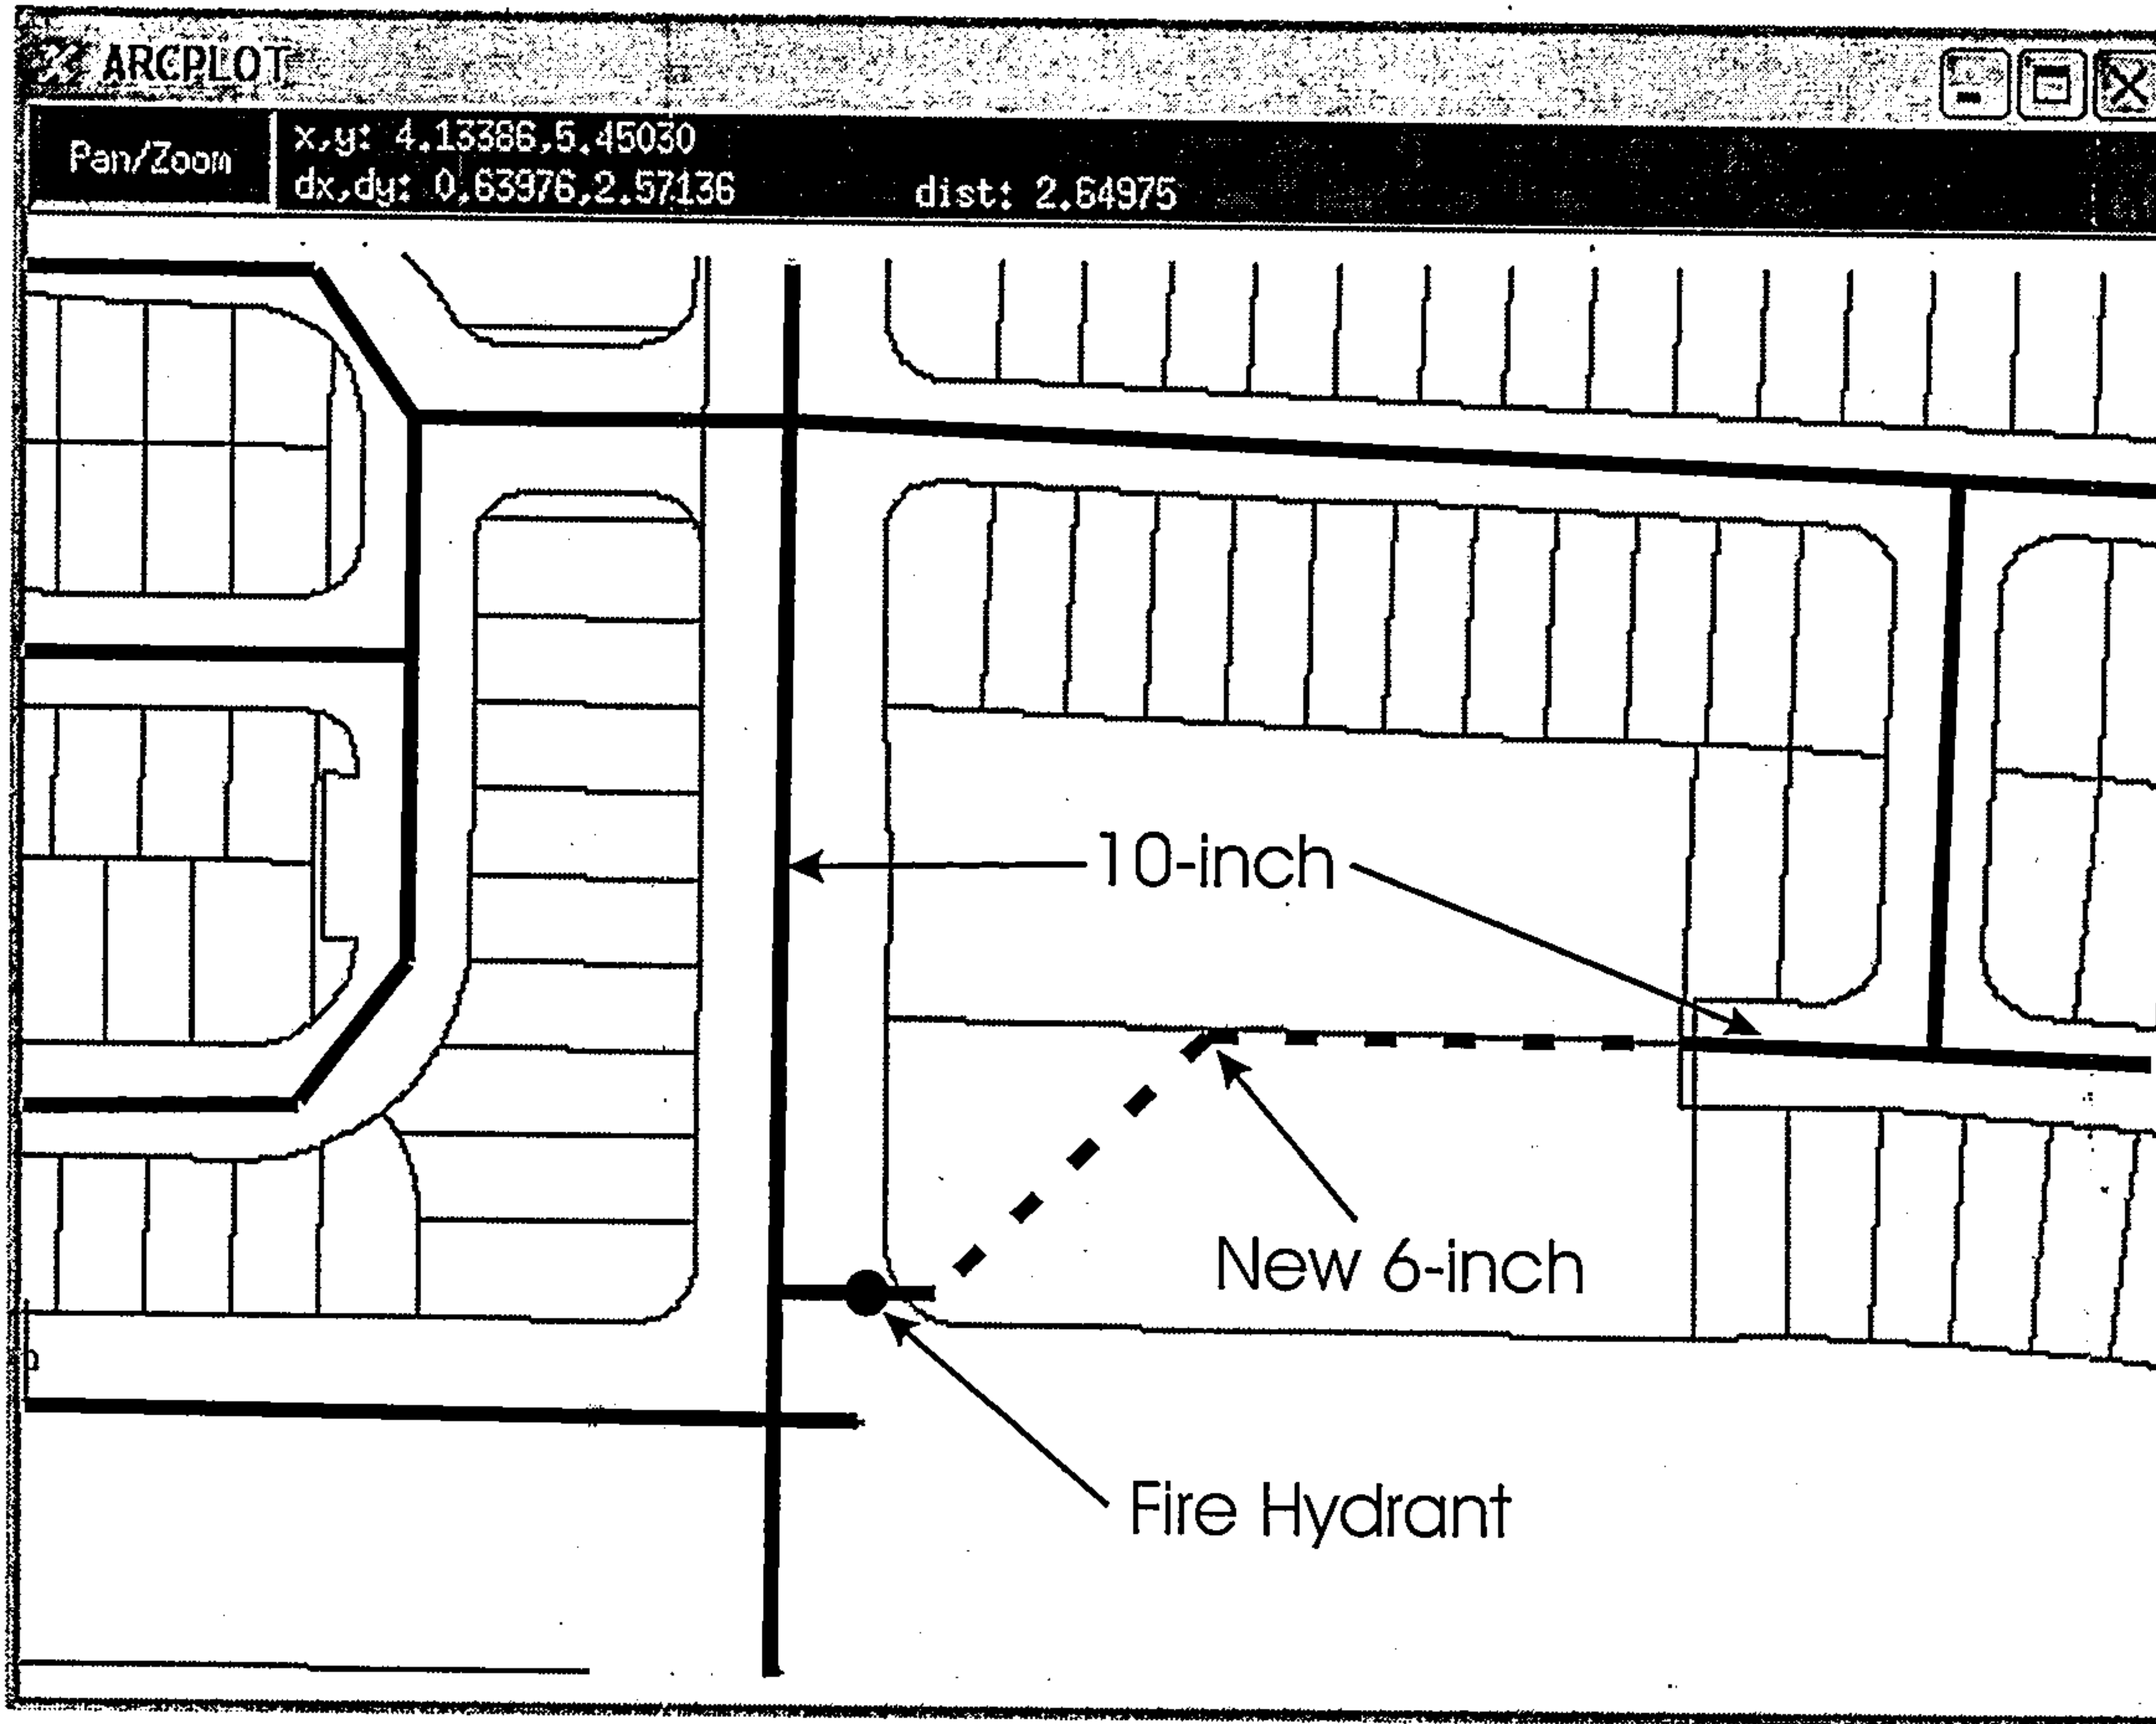 ARCPLOT
Pan/Zoom
x,y: 4.13386,5.45030
dx,dy: 0.63976,2.57136 dist: 2.64975
10-inch
New 6-inch
Fire Hydrant